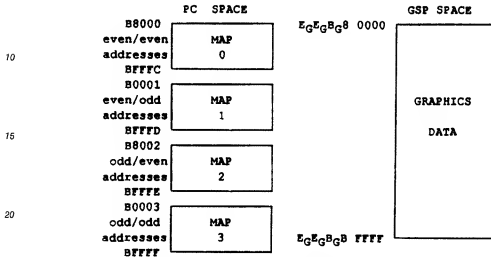 PC SPACE GSP SPACE
B8000 E_GE_GB_G8 0000
even/even MAP
10 addresses 0
BFFFC
B0001
even/odd MAP GRAPHICS
addresses 1
15 BFFFD DATA
B8002
odd/even MAP
addresses 2
BFFFE
20 B0003
odd/odd MAP
addresses 3 E_GE_GB_GB FFFF
BFFFF